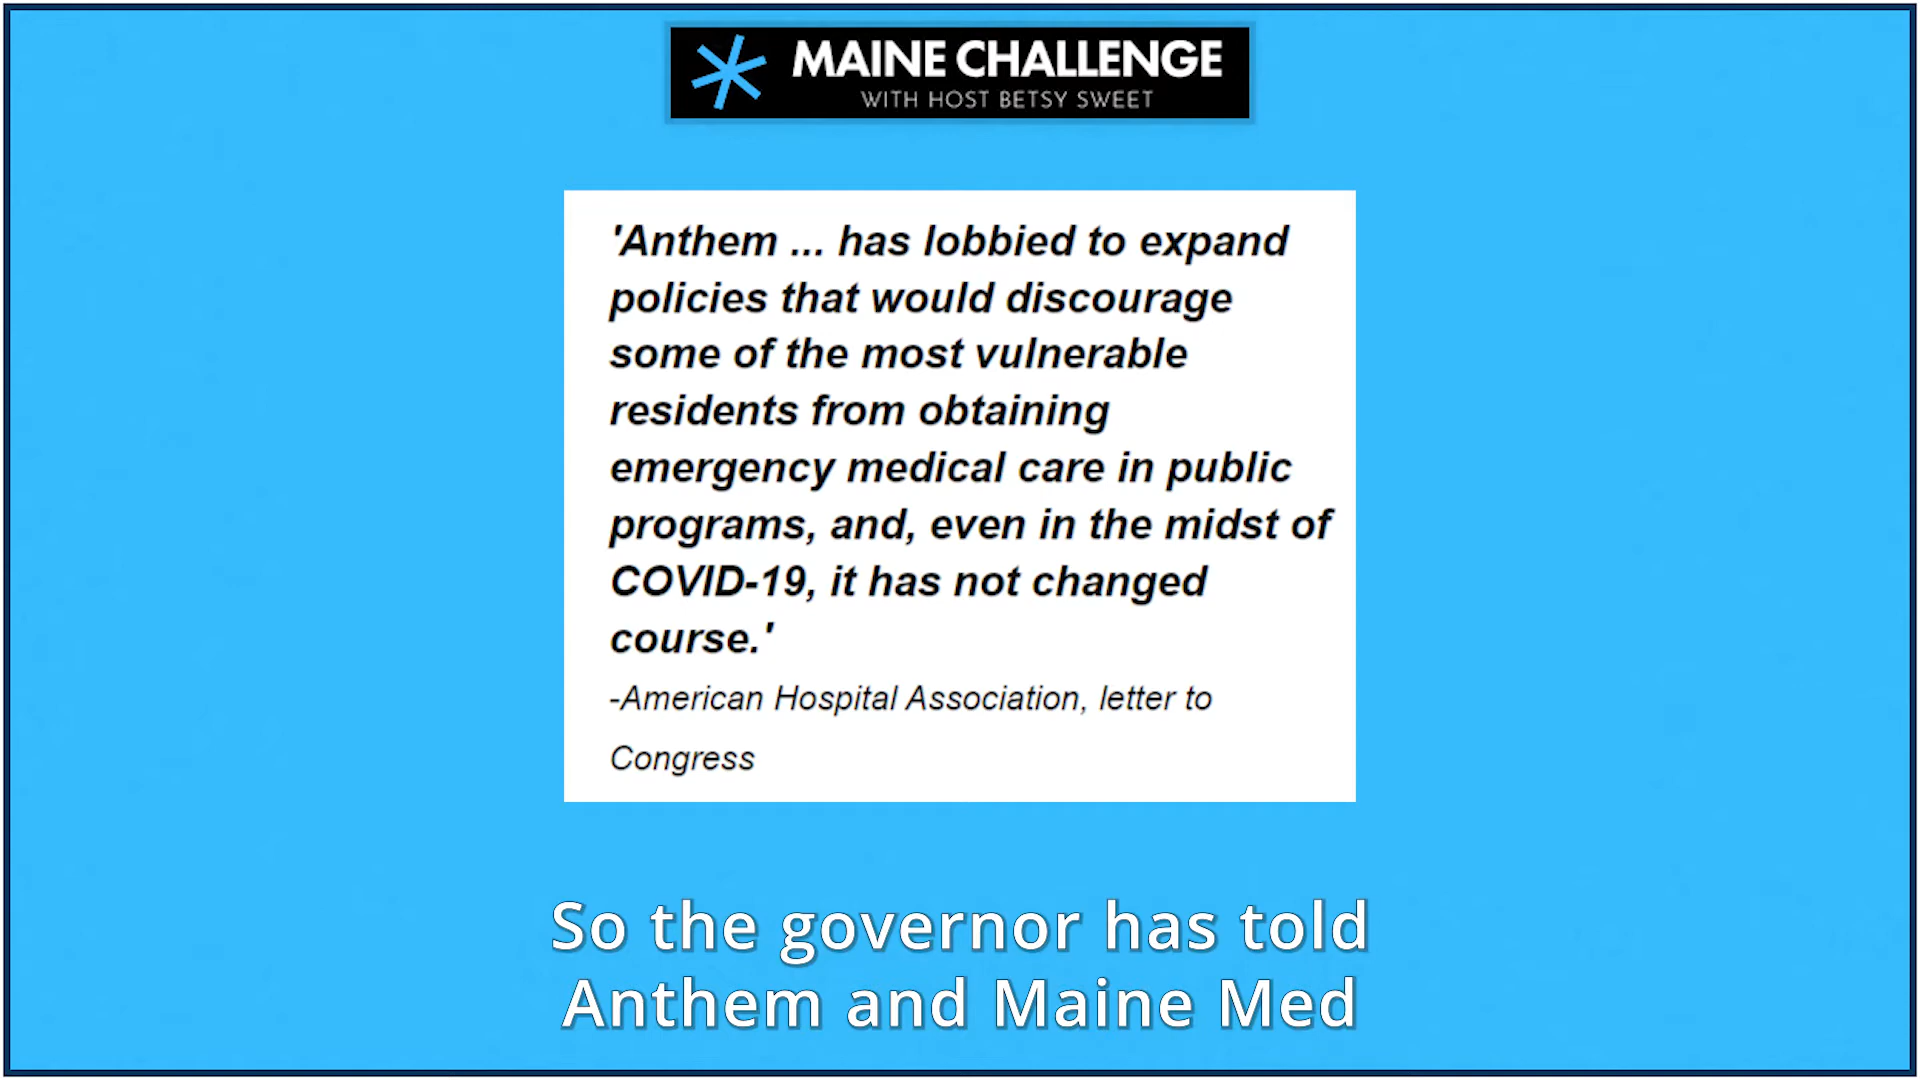 MAINE CHALLENGE
WITH HOST BETSY SWEET
'Anthem ... has lobbied to expand
policies that would discourage
some of the most vulnerable
residents from obtaining
emergency medical care in public
programs, and, even in the midst of
COVID-19, it has not changed
course.'
-American Hospital Association, letter to
Congress
So the governor has told
Anthem and Maine Med